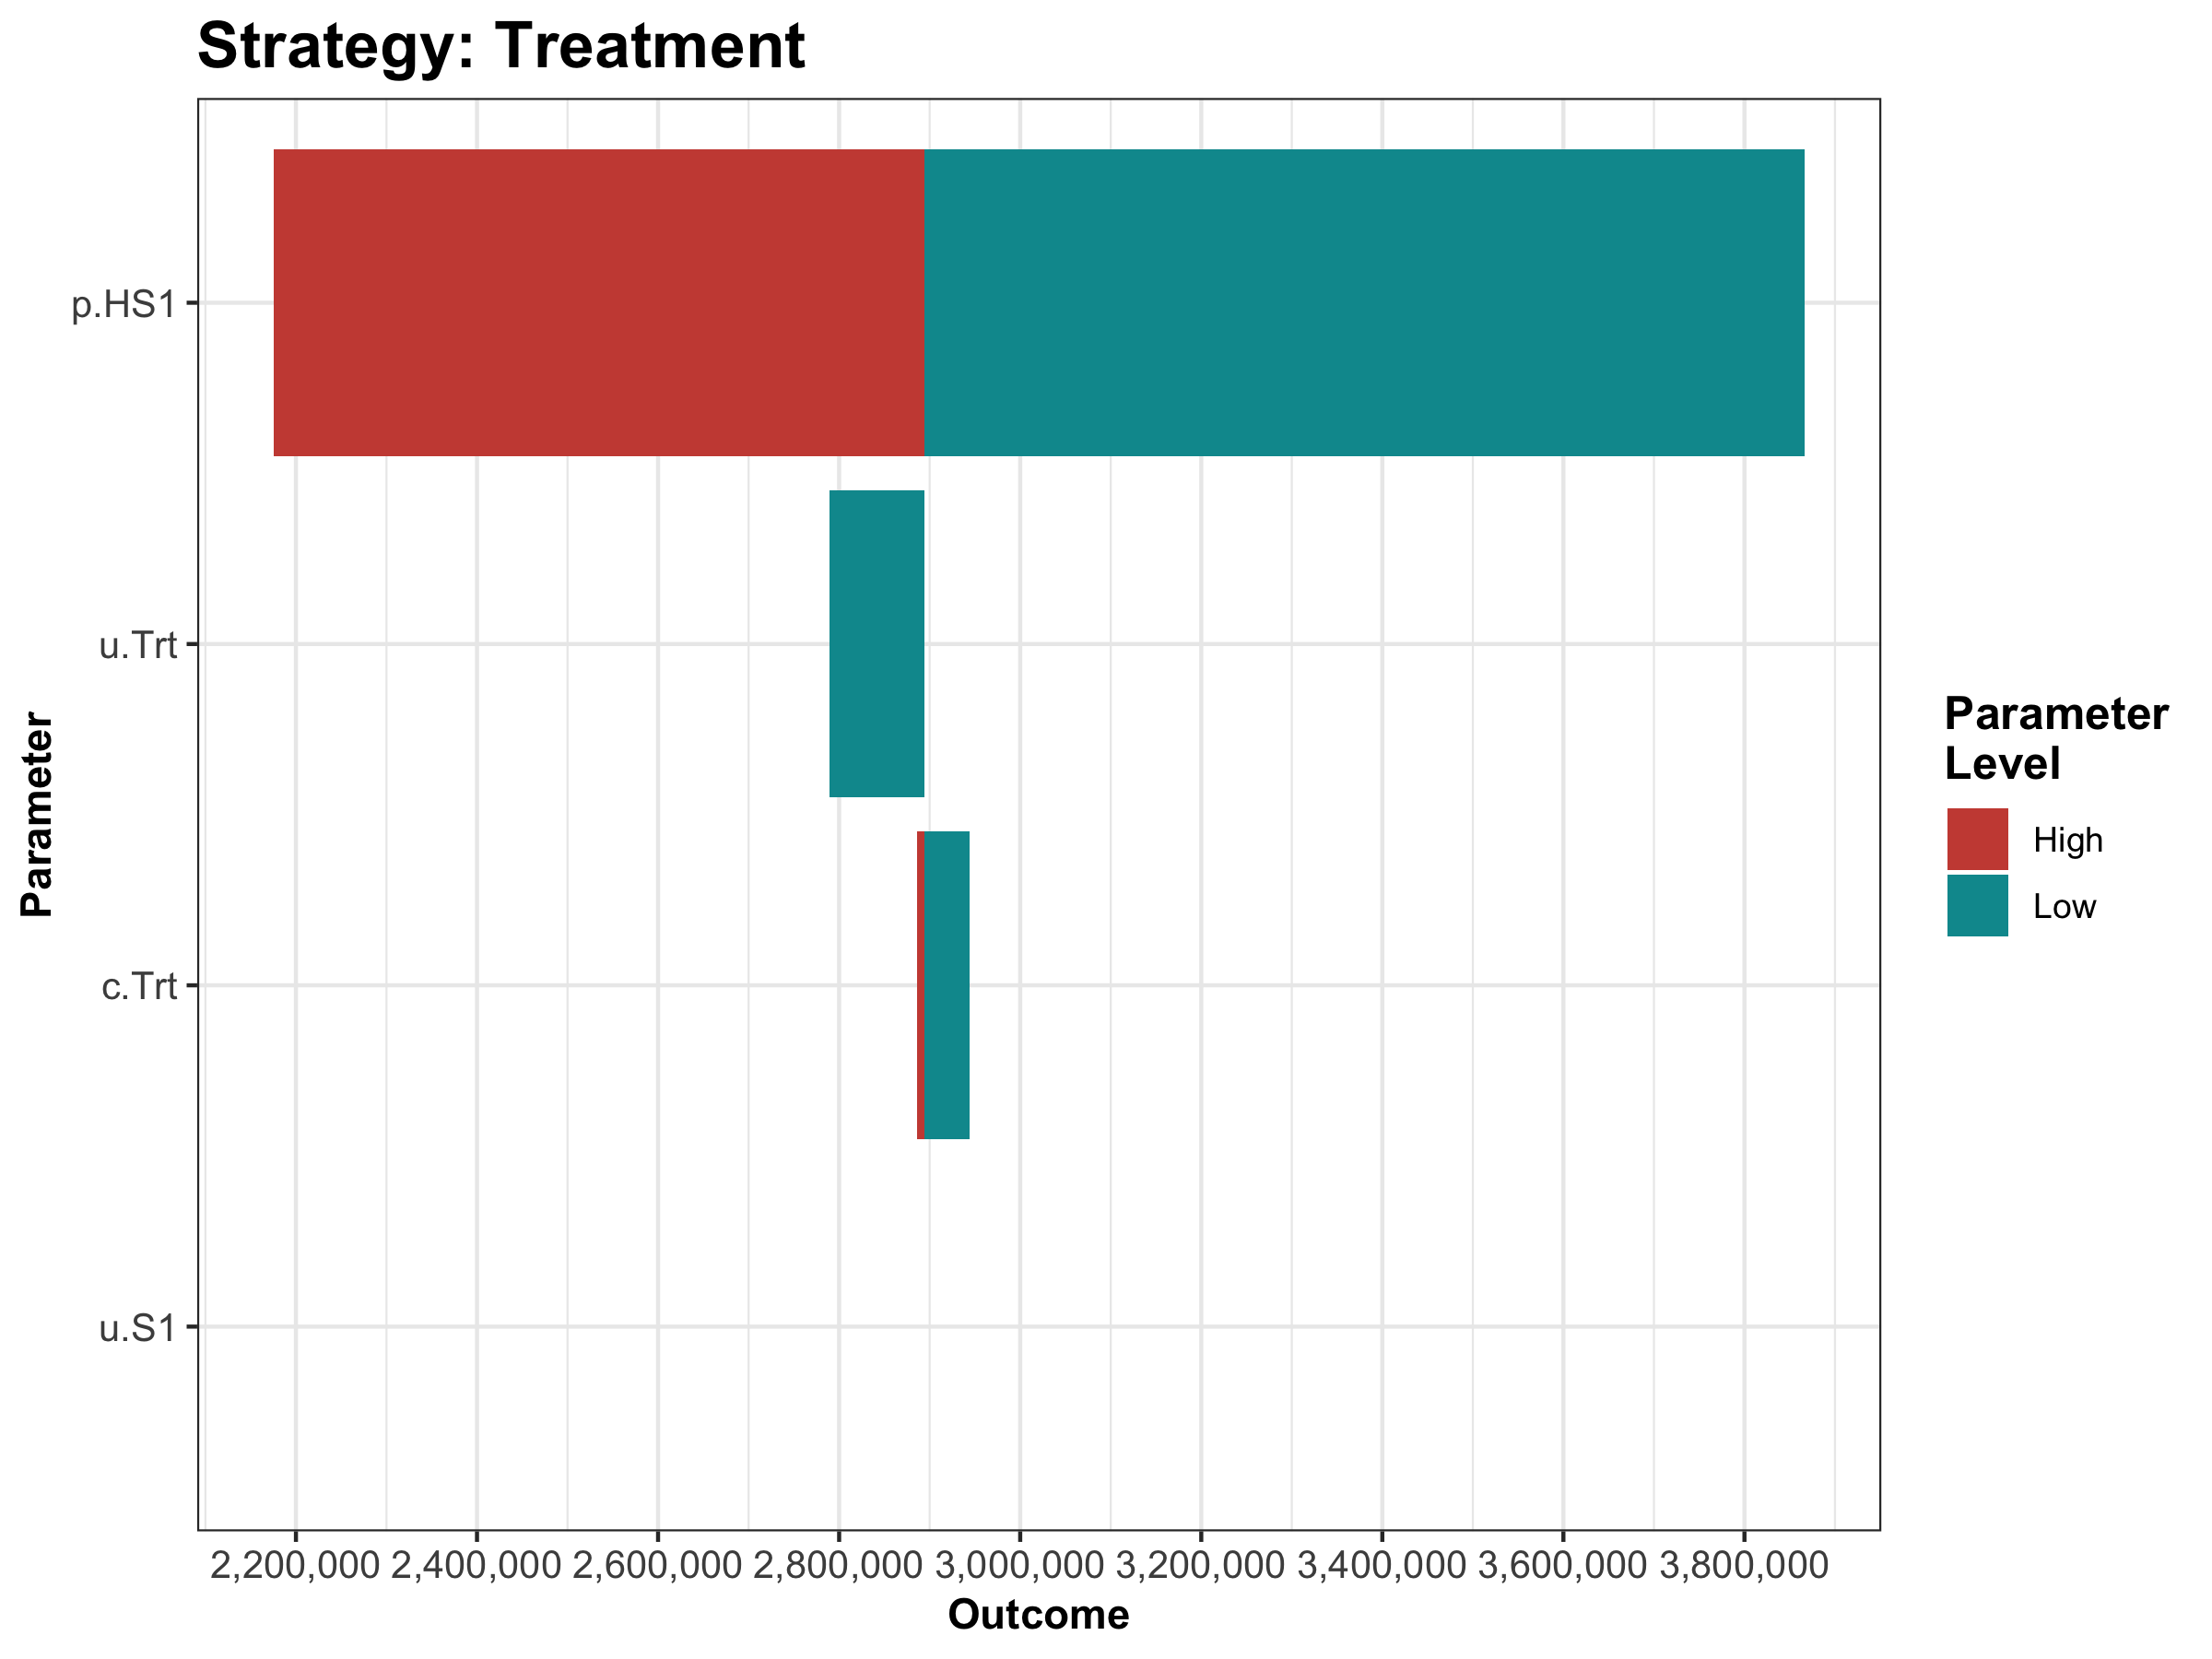 Strategy: Treatment
p.HS1
u.Trt
c.Trt
u.S1
Parameter
2,200,000 2,400,000 2,600,000 2,800,000 3,000,000 3,200,000 3,400,000 3,600,000 3,800,000
Outcome
Parameter
Level
High
Low